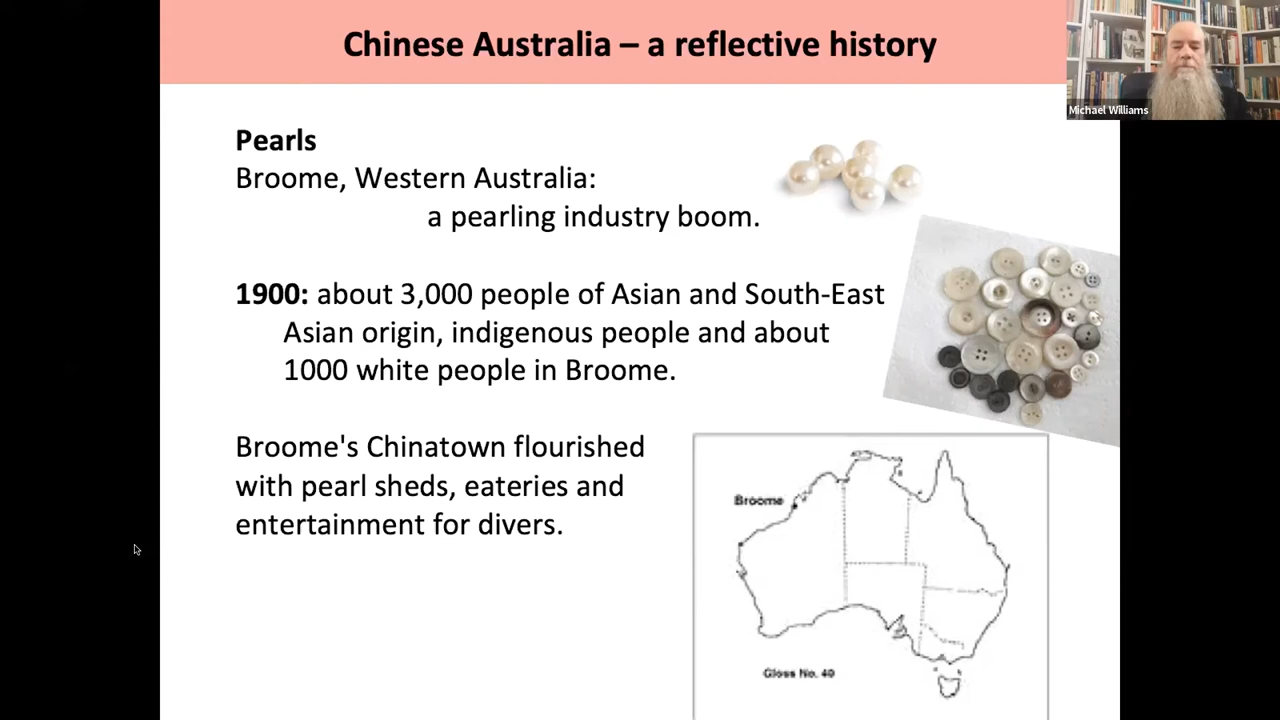 Chinese Australia – a reflective history
Michael Williams
Pearls
Broome, Western Australia:
a pearling industry boom.
1900: about 3,000 people of Asian and South-East
Asian origin, indigenous people and about
1000 white people in Broome.
Broome's Chinatown flourished
with pearl sheds, eateries and
entertainment for divers.
Broome
Gloss No. 40